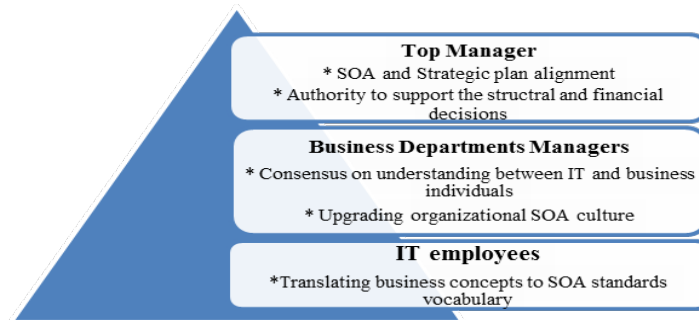 Top Manager
* SOA and Strategic plan alignment
* Authority to support the structral and financial
decisions
Business Departments Managers
* Consensus on understanding between IT and business
individuals
* Upgrading organizational SOA culture
IT employees
*Translating business concepts to SOA standards
vocabulary